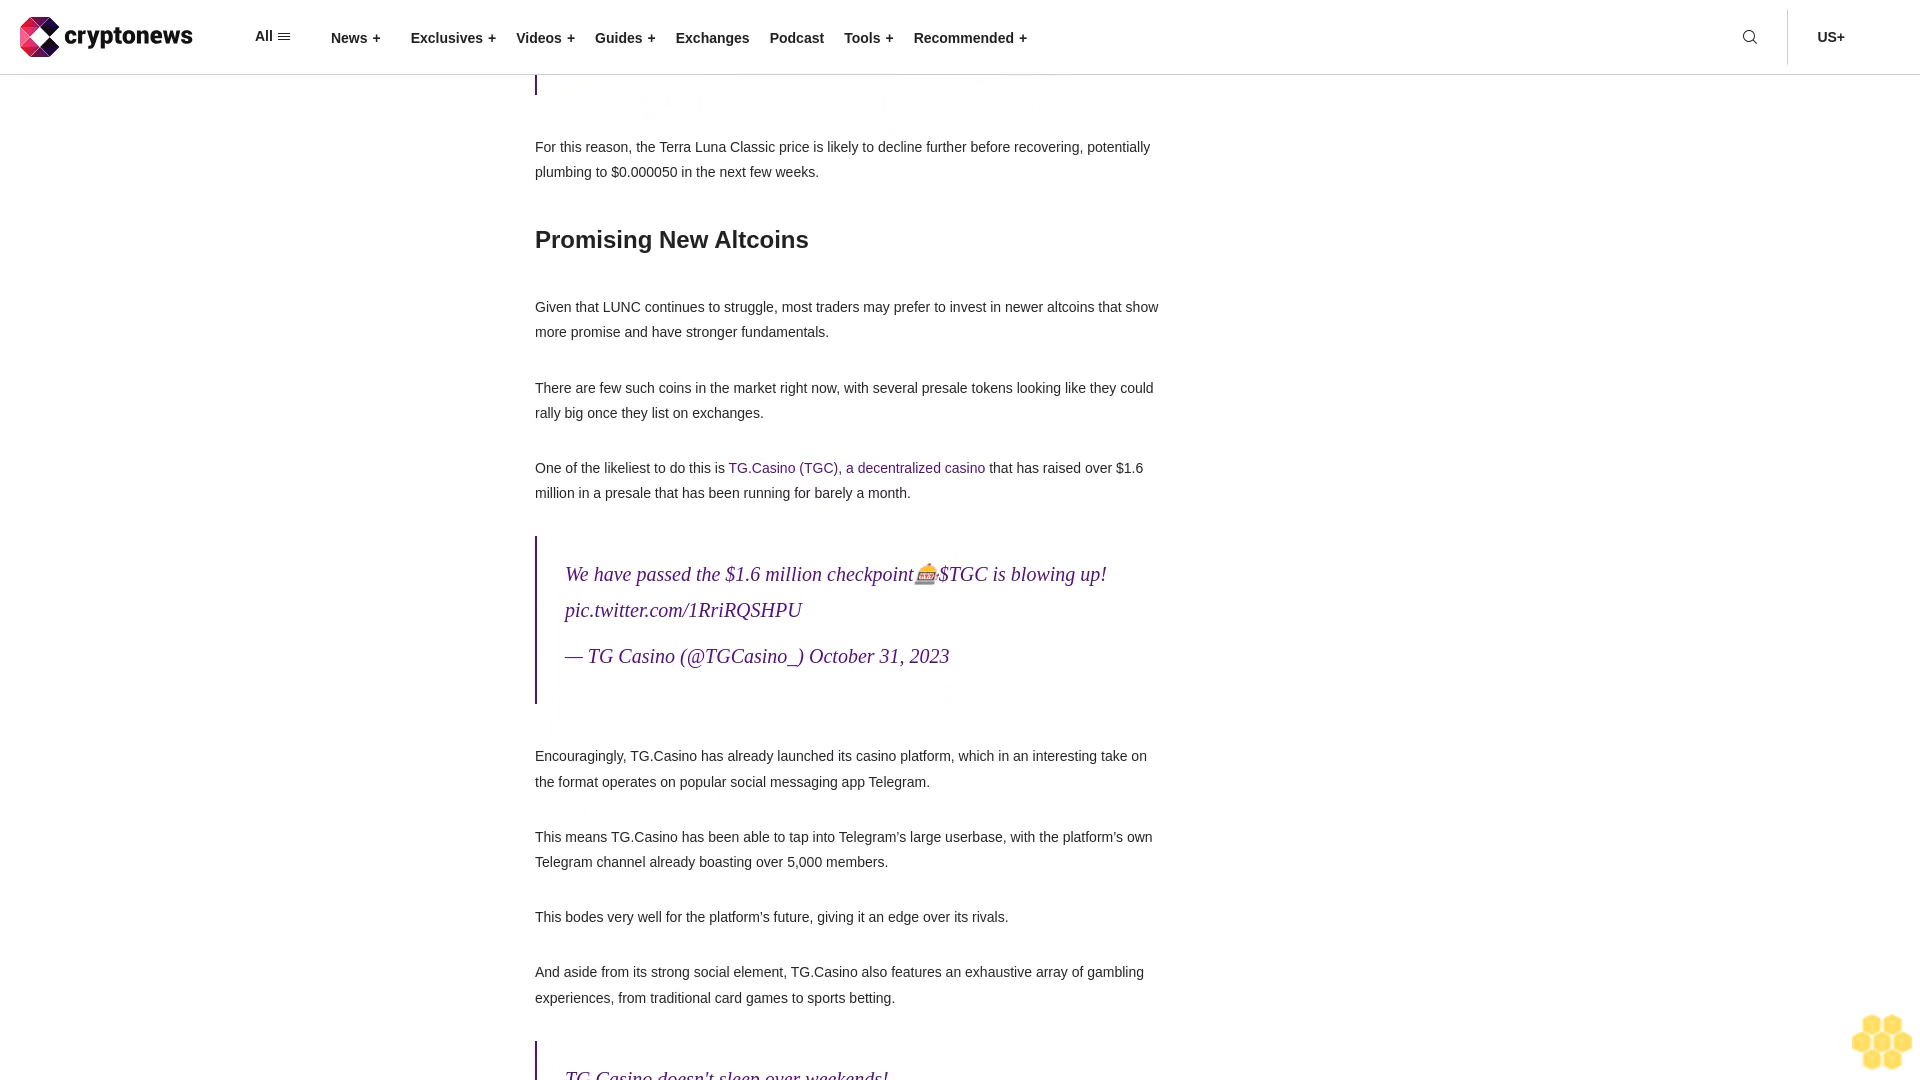 cryptonews
All
News +
Exclusives +
Videos +
Guides +
Exchanges
Podcast
Tools +
Recommended +
US+
For this reason, the Terra Luna Classic price is likely to decline further before recovering, potentially
plumbing to $0.000050 in the next few weeks.
Promising New Altcoins
Given that LUNC continues to struggle, most traders may prefer to invest in newer altcoins that show
more promise and have stronger fundamentals.
There are few such coins in the market right now, with several presale tokens looking like they could
rally big once they list on exchanges.
One of the likeliest to do this is TG.Casino (TGC), a decentralized casino that has raised over $1.6
million in a presale that has been running for barely a month.
We have passed the $1.6 million checkpoint🎰$TGC is blowing up!
pic.twitter.com/1RriRQSHPU
— TG Casino (@TGCasino_) October 31, 2023
Encouragingly, TG.Casino has already launched its casino platform, which in an interesting take on
the format operates on popular social messaging app Telegram.
This means TG.Casino has been able to tap into Telegram’s large userbase, with the platform’s own
Telegram channel already boasting over 5,000 members.
This bodes very well for the platform’s future, giving it an edge over its rivals.
And aside from its strong social element, TG.Casino also features an exhaustive array of gambling
experiences, from traditional card games to sports betting.
TG Casino doesn't sleep over weekends!